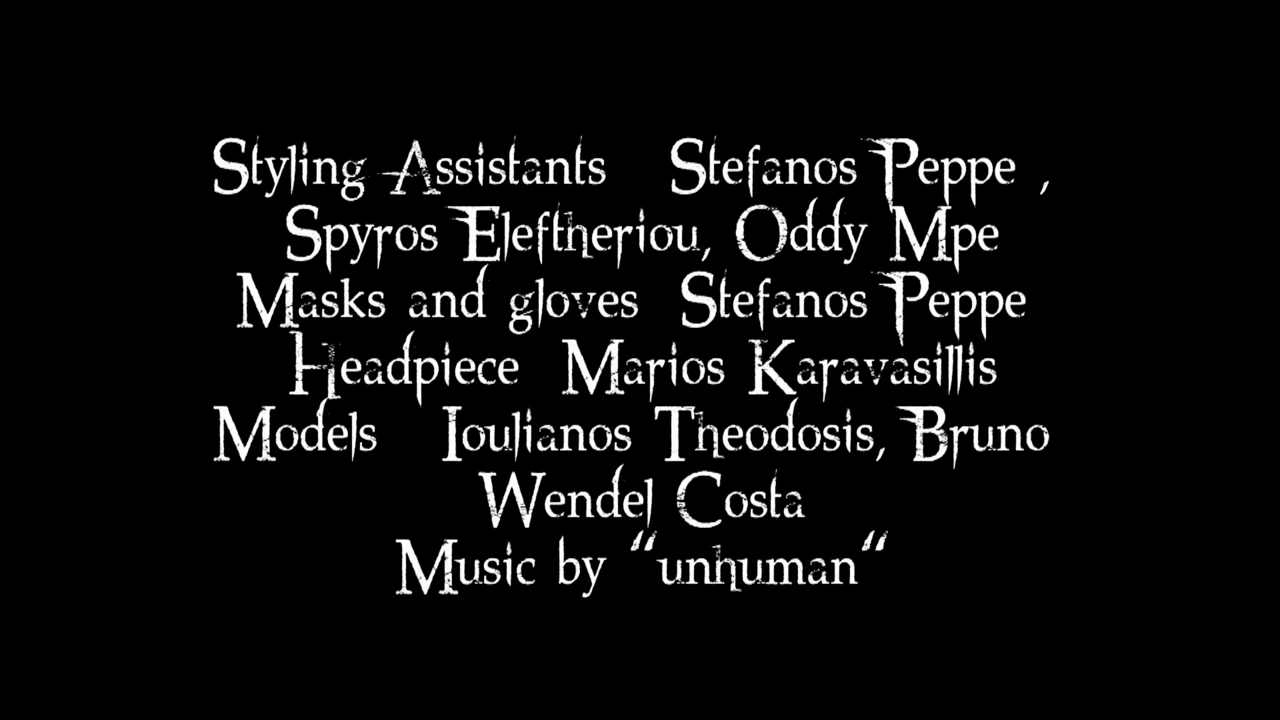 Styling Assistants Stefanos Peppe ,
Spyros Eleftheriou, Oddy Mpe
Masks and gloves Stefanos Peppe
Headpiece Marios Karavasillis
Models Ioulianos Theodosis, Bruno
Wendel Costa
Music by “unhuman“